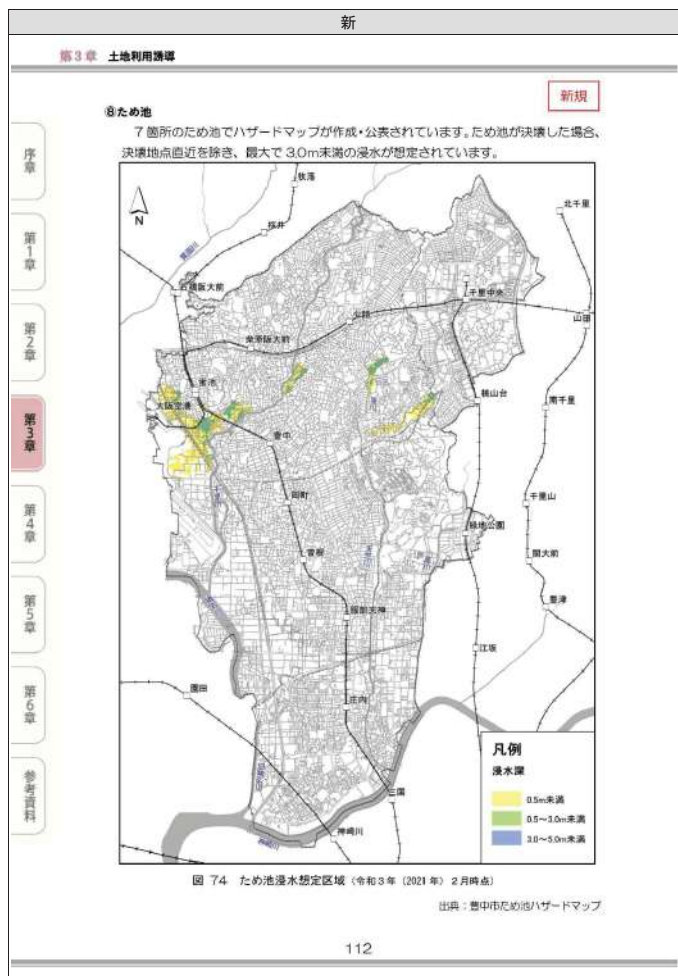 新
第3章 土地利用誘導
新規
⑧ため池
7箇所のため池でハザードマップが作成・公表されています。ため池が決壊した場合、
決壊地点直近を除き、最大で3.0m未満の浸水が想定されています。
序章
第1章
第2章
第3章
第4章
第5章
第6章
参考資料
N
牧落
桜井
北千里
石橋阪大前
千里中央
山田
少路
柴原阪大前
蛍池
大阪空港
桃山台
南千里
豊中
岡町
千里山
緑地公園
曽根
関大前
服部天神
豊津
江坂
園田
庄内
三国
神崎川
神崎川
凡例
浸水深
0.5m未満
0.5～3.0m未満
3.0～5.0m未満
図 74 ため池浸水想定区域（令和3年（2021年）2月時点）
出典：豊中市ため池ハザードマップ
112